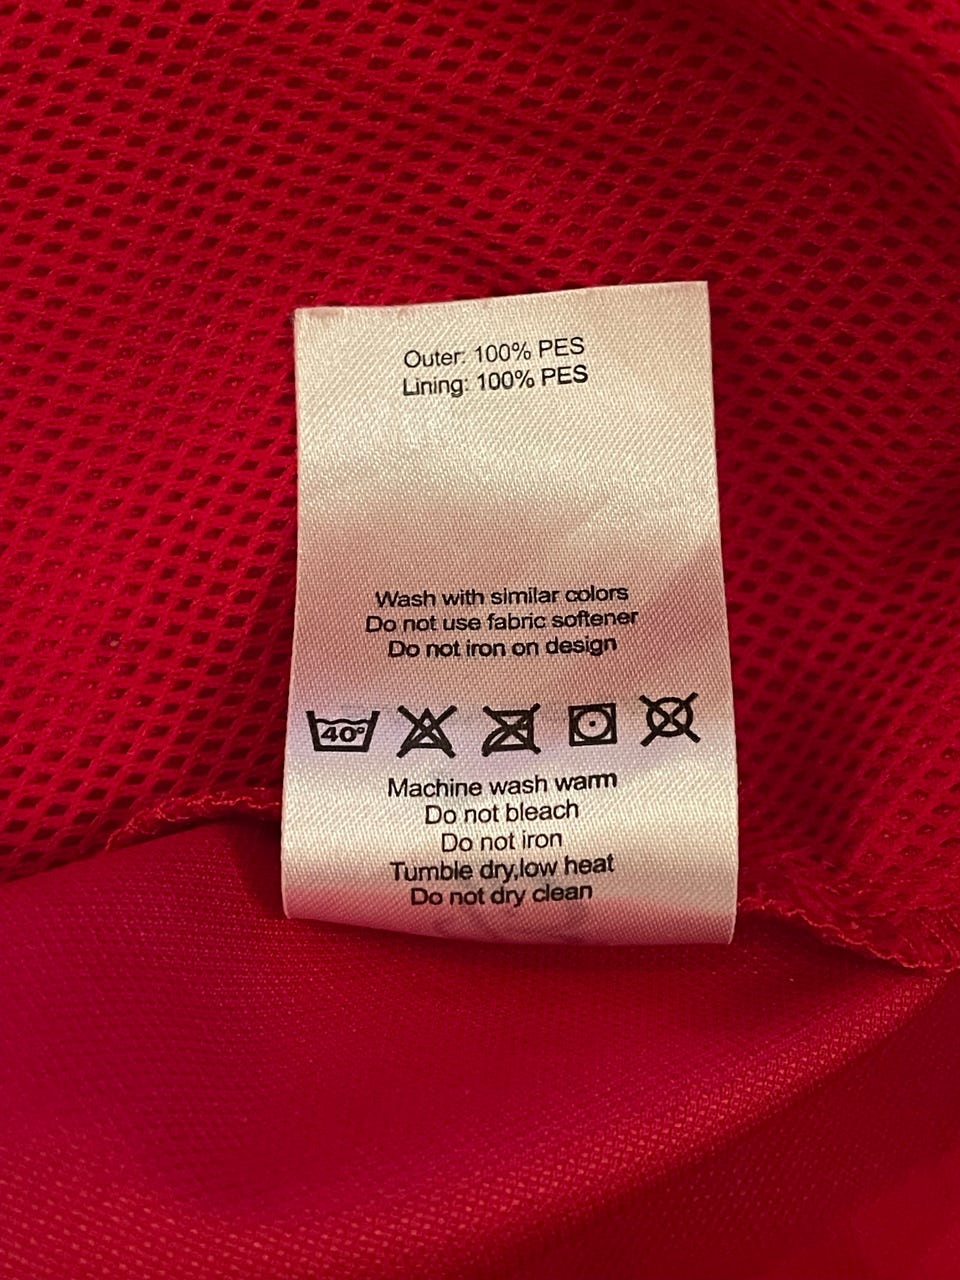 Outer: 100% PES
Lining: 100% PES
Wash with similar colors
Do not use fabric softener
Do not iron on design
40°
Machine wash warm
Do not bleach
Do not iron
Tumble dry,low heat
Do not dry clean